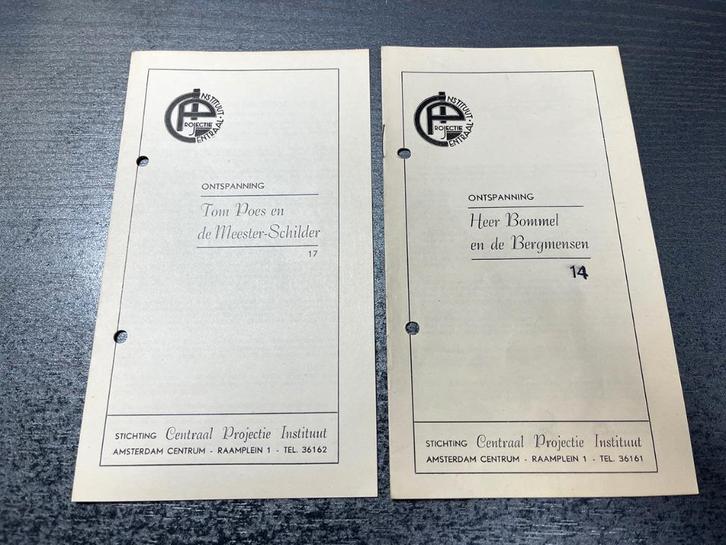 INSTITUUT
PROJECTIE
CENTRAAL
ONTSPANNING
Tom Poes en
de Meester-Schilder
17
STICHTING Centraal Projectie Instituut
AMSTERDAM CENTRUM - RAAMPLEIN 1 - TEL. 36162
INSTITUUT
PROJECTIE
CENTRAAL
ONTSPANNING
Heer Bommel
en de Bergmensen
14
STICHTING Centraal Projectie Instituut
AMSTERDAM CENTRUM - RAAMPLEIN 1 - TEL. 36161